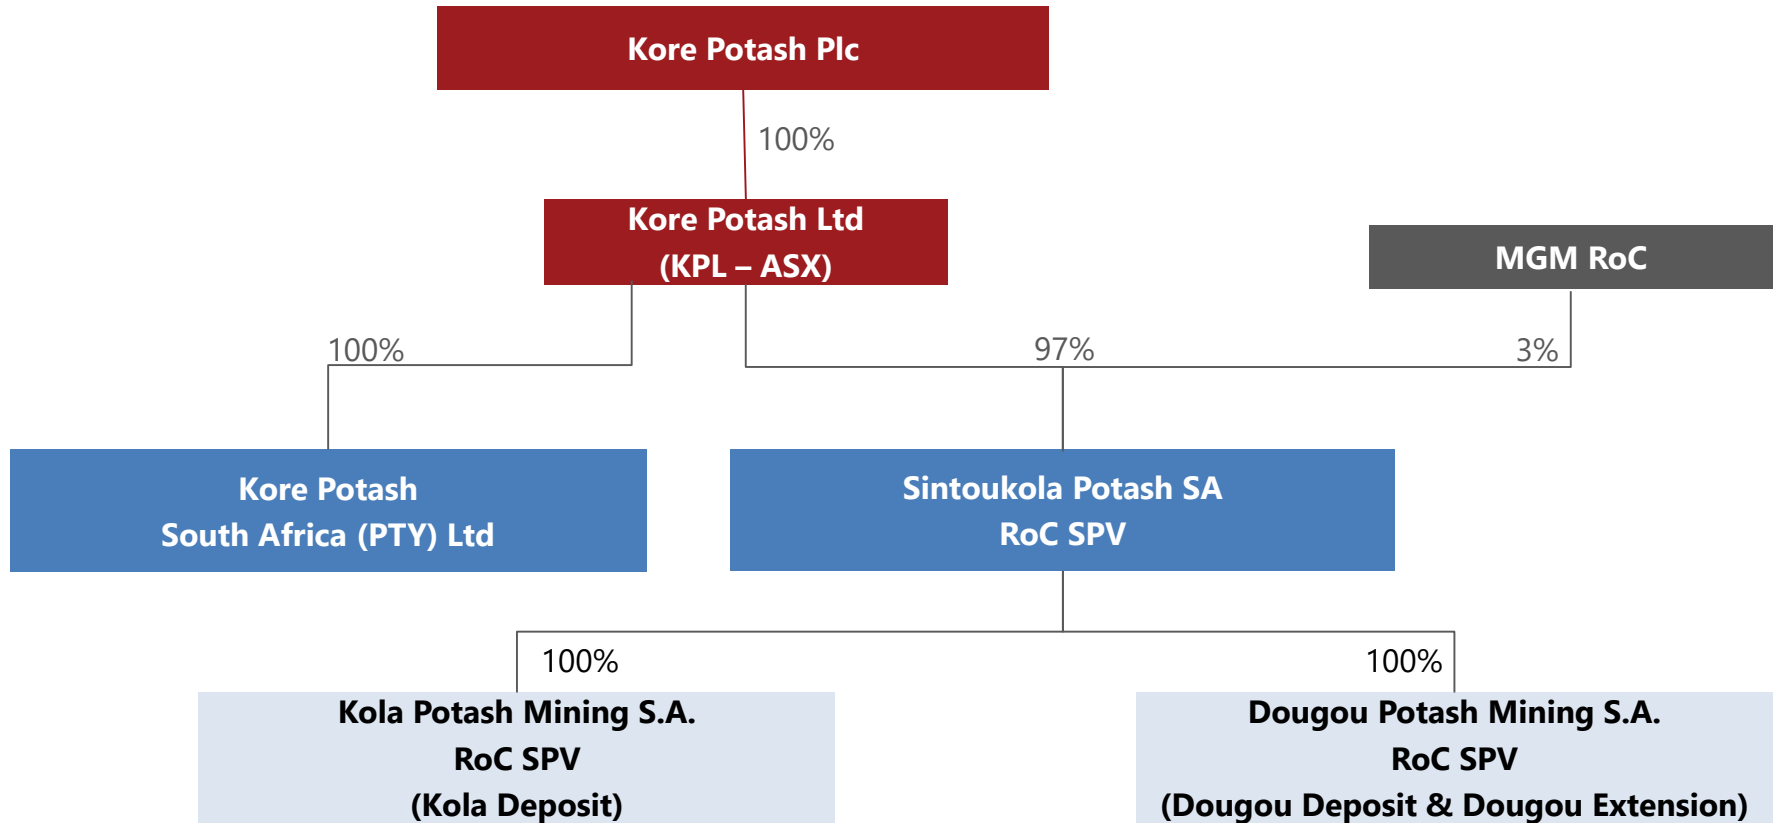 Kore Potash Plc
100%
Kore Potash Ltd
(KPL – ASX)
MGM RoC
100%
97%
3%
Kore Potash
South Africa (PTY) Ltd
Sintoukola Potash SA
RoC SPV
100%
100%
Kola Potash Mining S.A.
RoC SPV
(Kola Deposit)
Dougou Potash Mining S.A.
RoC SPV
(Dougou Deposit & Dougou Extension)